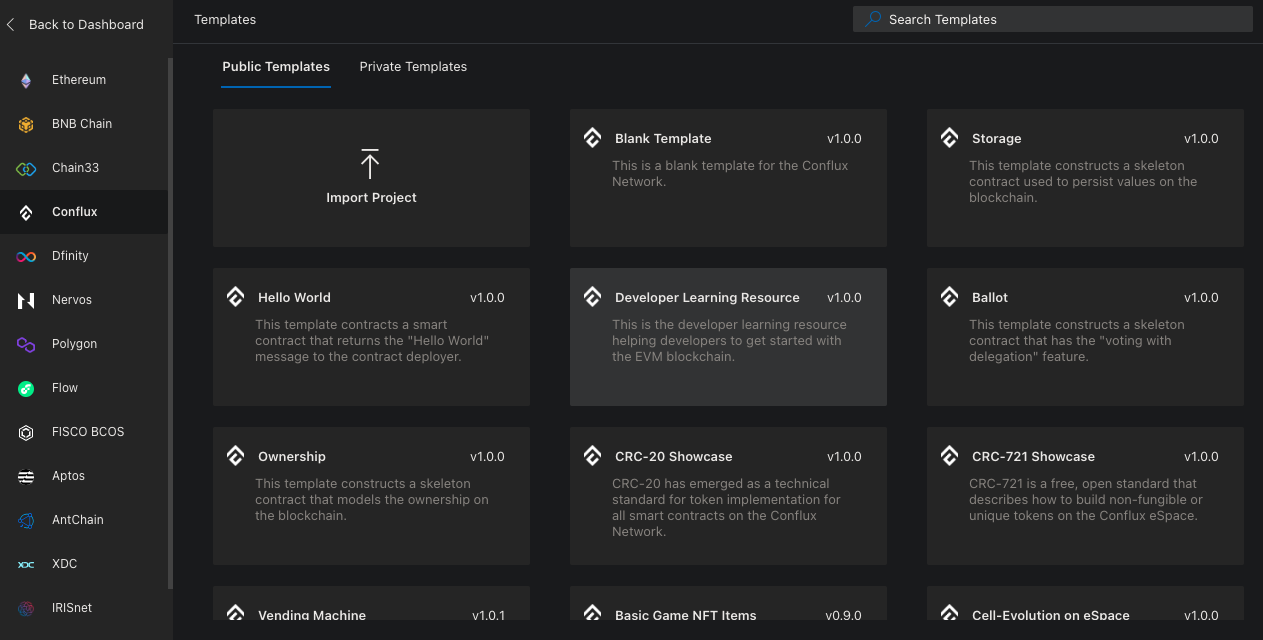 Back to Dashboard
Templates
Search Templates
Ethereum
BNB Chain
Chain33
Conflux
Dfinity
Nervos
Polygon
Flow
FISCO BCOS
Aptos
AntChain
XDC
XDC
IRISnet
Public Templates
Private Templates
Import Project
Blank Template v1.0.0
This is a blank template for the Conflux
Network.
Storage v1.0.0
This template constructs a skeleton
contract used to persist values on the
blockchain.
Hello World v1.0.0
This template contracts a smart
contract that returns the "Hello World"
message to the contract deployer.
Developer Learning Resource v1.0.0
This is the developer learning resource
helping developers to get started with
the EVM blockchain.
Ballot v1.0.0
This template constructs a skeleton
contract that has the "voting with
delegation" feature.
Ownership v1.0.0
This template constructs a skeleton
contract that models the ownership on
the blockchain.
CRC-20 Showcase v1.0.0
CRC-20 has emerged as a technical
standard for token implementation for
all smart contracts on the Conflux
Network.
CRC-721 Showcase v1.0.0
CRC-721 is a free, open standard that
describes how to build non-fungible or
unique tokens on the Conflux eSpace.
Vending Machine v1.0.1
Basic Game NFT Items v0.9.0
Cell-Evolution on eSpace v1.0.0